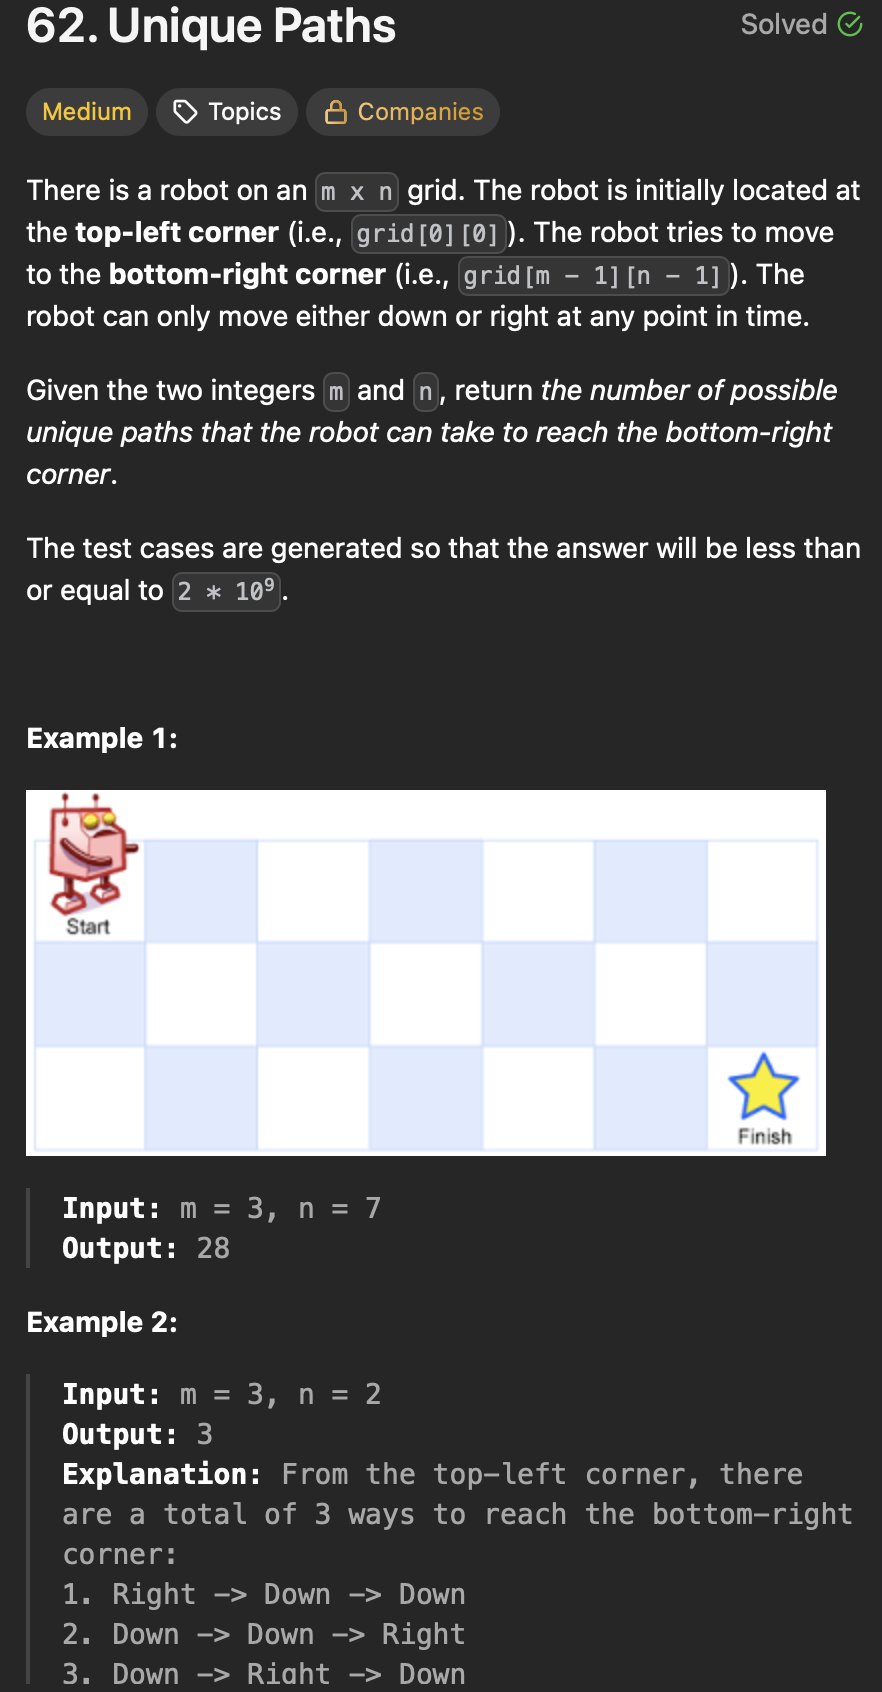 62. Unique Paths
Solved
Medium
Topics
Companies
There is a robot on an m x n grid. The robot is initially located at
the top-left corner (i.e., grid[0][0]). The robot tries to move
to the bottom-right corner (i.e., grid[m - 1][n - 1]). The
robot can only move either down or right at any point in time.
Given the two integers m and n, return the number of possible
unique paths that the robot can take to reach the bottom-right
corner.
The test cases are generated so that the answer will be less than
or equal to 2 * 10⁹.
Example 1:
Start
Finish
Input: m = 3, n = 7
Output: 28
Example 2:
Input: m = 3, n = 2
Output: 3
Explanation: From the top-left corner, there
are a total of 3 ways to reach the bottom-right
corner:
1. Right -> Down -> Down
2. Down -> Down -> Right
3. Down -> Right -> Down